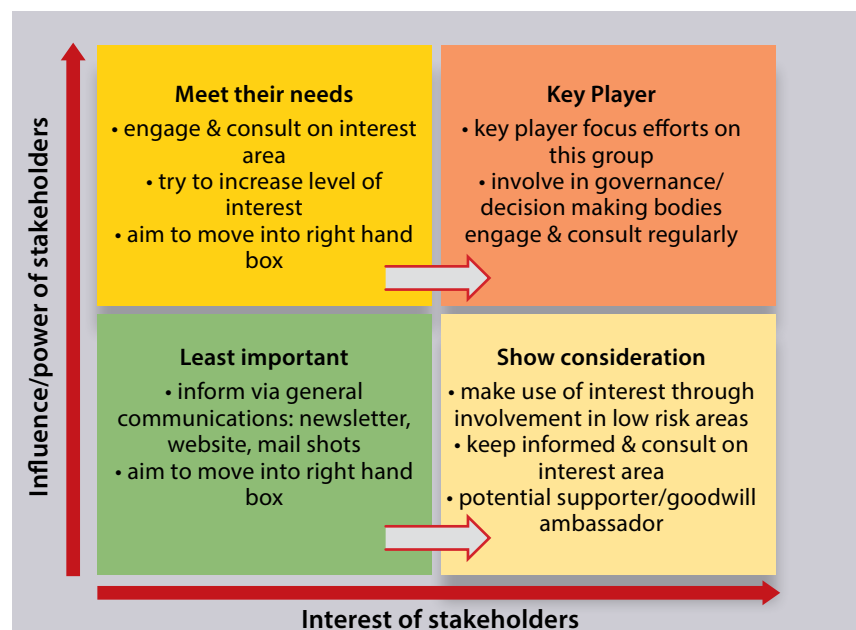 Influence/power of stakeholders
Meet their needs
• engage & consult on interest
area
• try to increase level of
interest
• aim to move into right hand
box
Key Player
• key player focus efforts on
this group
• involve in governance/
decision making bodies
engage & consult regularly
Least important
• inform via general
communications: newsletter,
website, mail shots
• aim to move into right hand
box
Show consideration
• make use of interest through
involvement in low risk areas
• keep informed & consult on
interest area
• potential supporter/goodwill
ambassador
Interest of stakeholders